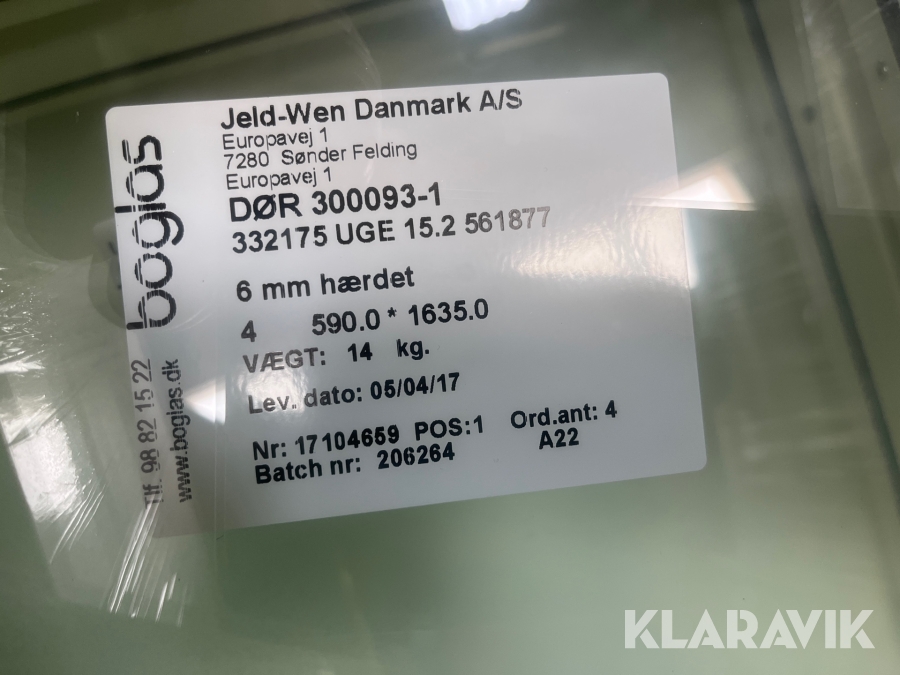 Jeld-Wen Danmark A/S
Europavej 1
7280 Sønder Felding
Europavej 1
DØR 300093-1
332175 UGE 15.2 561877
6 mm hærdet
4 590.0 * 1635.0
VÆGT: 14 kg.
Lev. dato: 05/04/17
Nr: 17104659 POS:1 Ord.ant: 4
Batch nr: 206264 A22
boglas
Tlf. 98 82 15 22
www.boglas.dk
KLARAVIK